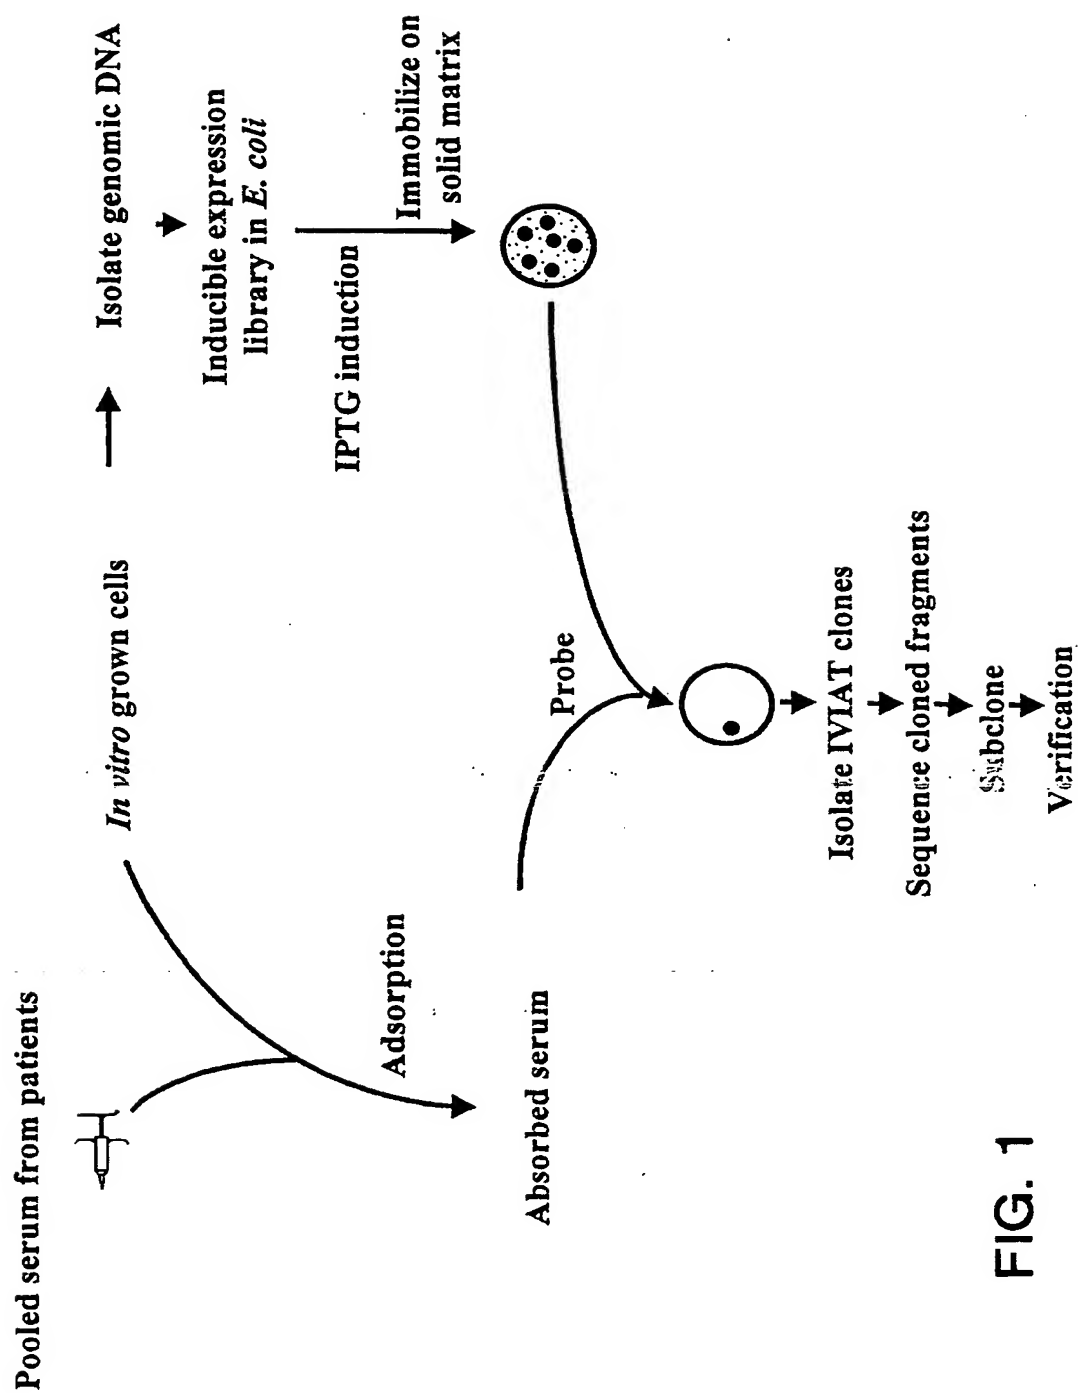 Pooled serum from patients
In vitro grown cells
Isolate genomic DNA
Inducible expression
library in E. coli
IPTG induction
Immobilize on
solid matrix
Adsorption
Absorbed serum
Probe
Isolate IVIAT clones
Sequence cloned fragments
Subclone
Verification
FIG. 1